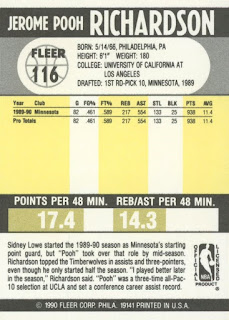 JEROME POOH RICHARDSON
FLEER
116
BORN: 5/14/66, PHILADELPHIA, PA
HEIGHT: 6'1" WEIGHT: 180
COLLEGE: UNIVERSITY OF CALIFORNIA AT
LOS ANGELES
DRAFTED: 1ST RD-PICK 10, MINNESOTA, 1989
Year Club G FG% FT% REB AST STL BLK PTS AVG
1989-90 Minnesota 82 .461 .589 217 554 133 25 938 11.4
Pro Totals 82 .461 .589 217 554 133 25 938 11.4
POINTS PER 48 MIN. REB/AST PER 48 MIN.
17.4 14.3
Sidney Lowe started the 1989-90 season as Minnesota's starting
point guard, but "Pooh" took over that role by mid-season.
Richardson topped the Timberwolves in assists and three-pointers,
even though he only started half the season. "I played better later
in the season," Richardson said. "Pooh" was a three-time all-Pac-
10 selection at UCLA and set a conference career assist record.
OFFICIAL LICENSED
NBA
PRODUCT
© 1990 FLEER CORP. PHILA. 19141 PRINTED IN U.S.A.